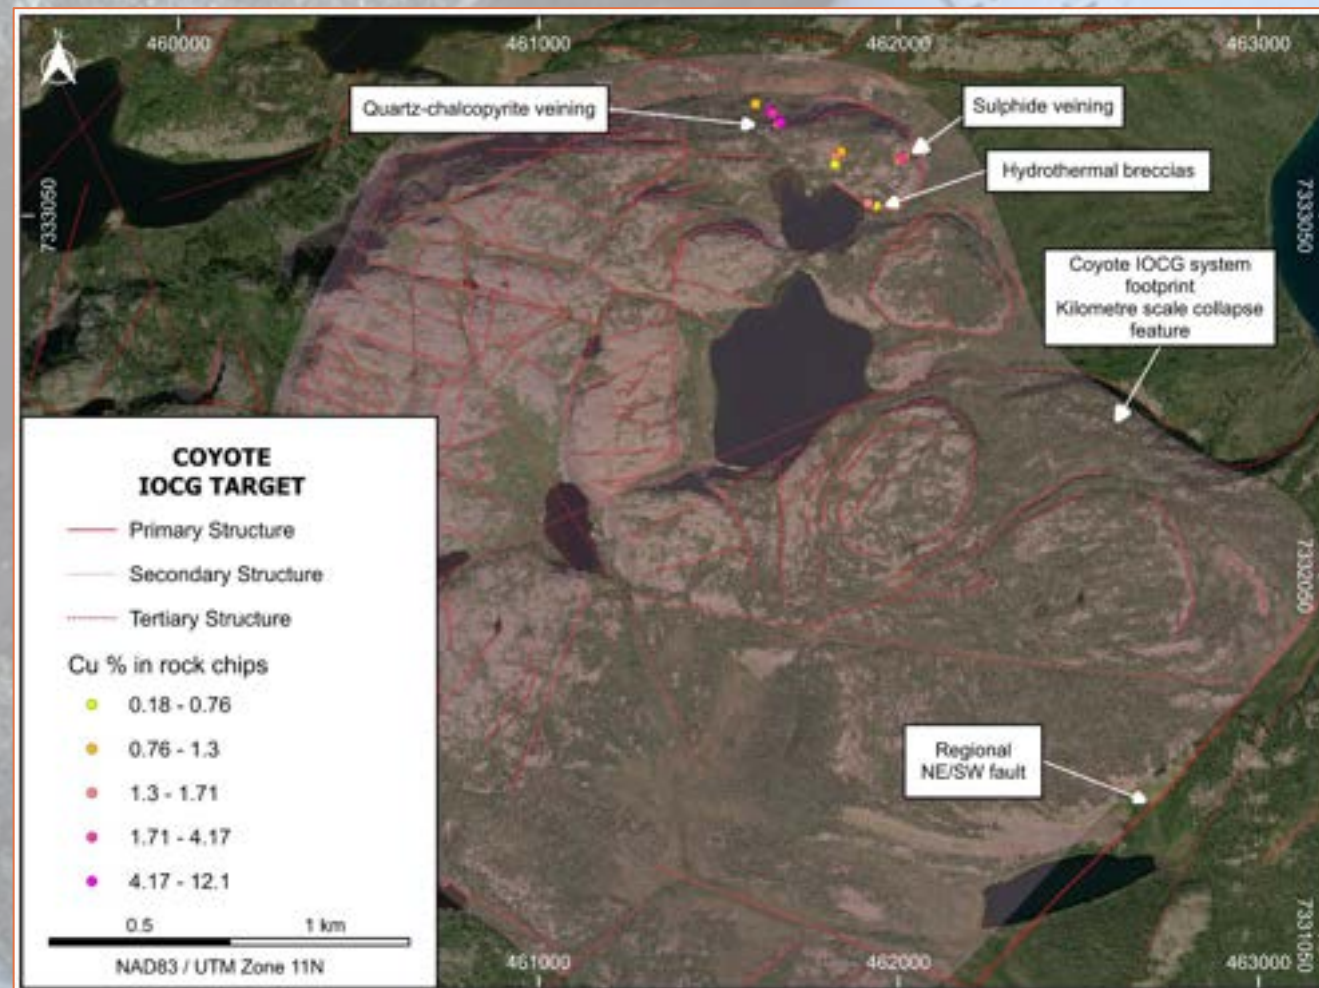 N
460000
461000
462000
463000
Quartz-chalcopyrite veining
Sulphide veining
Hydrothermal breccias
7333050
7333050
Coyote IOCG system
footprint
Kilometre scale collapse
feature
COYOTE
IOCG TARGET
Primary Structure
Secondary Structure
Tertiary Structure
Cu % in rock chips
0.18 - 0.76
0.76 - 1.3
1.3 - 1.71
1.71 - 4.17
4.17 - 12.1
0.5
1 km
NAD83 / UTM Zone 11N
7332050
Regional
NE/SW fault
7331050
461000
462000
463000